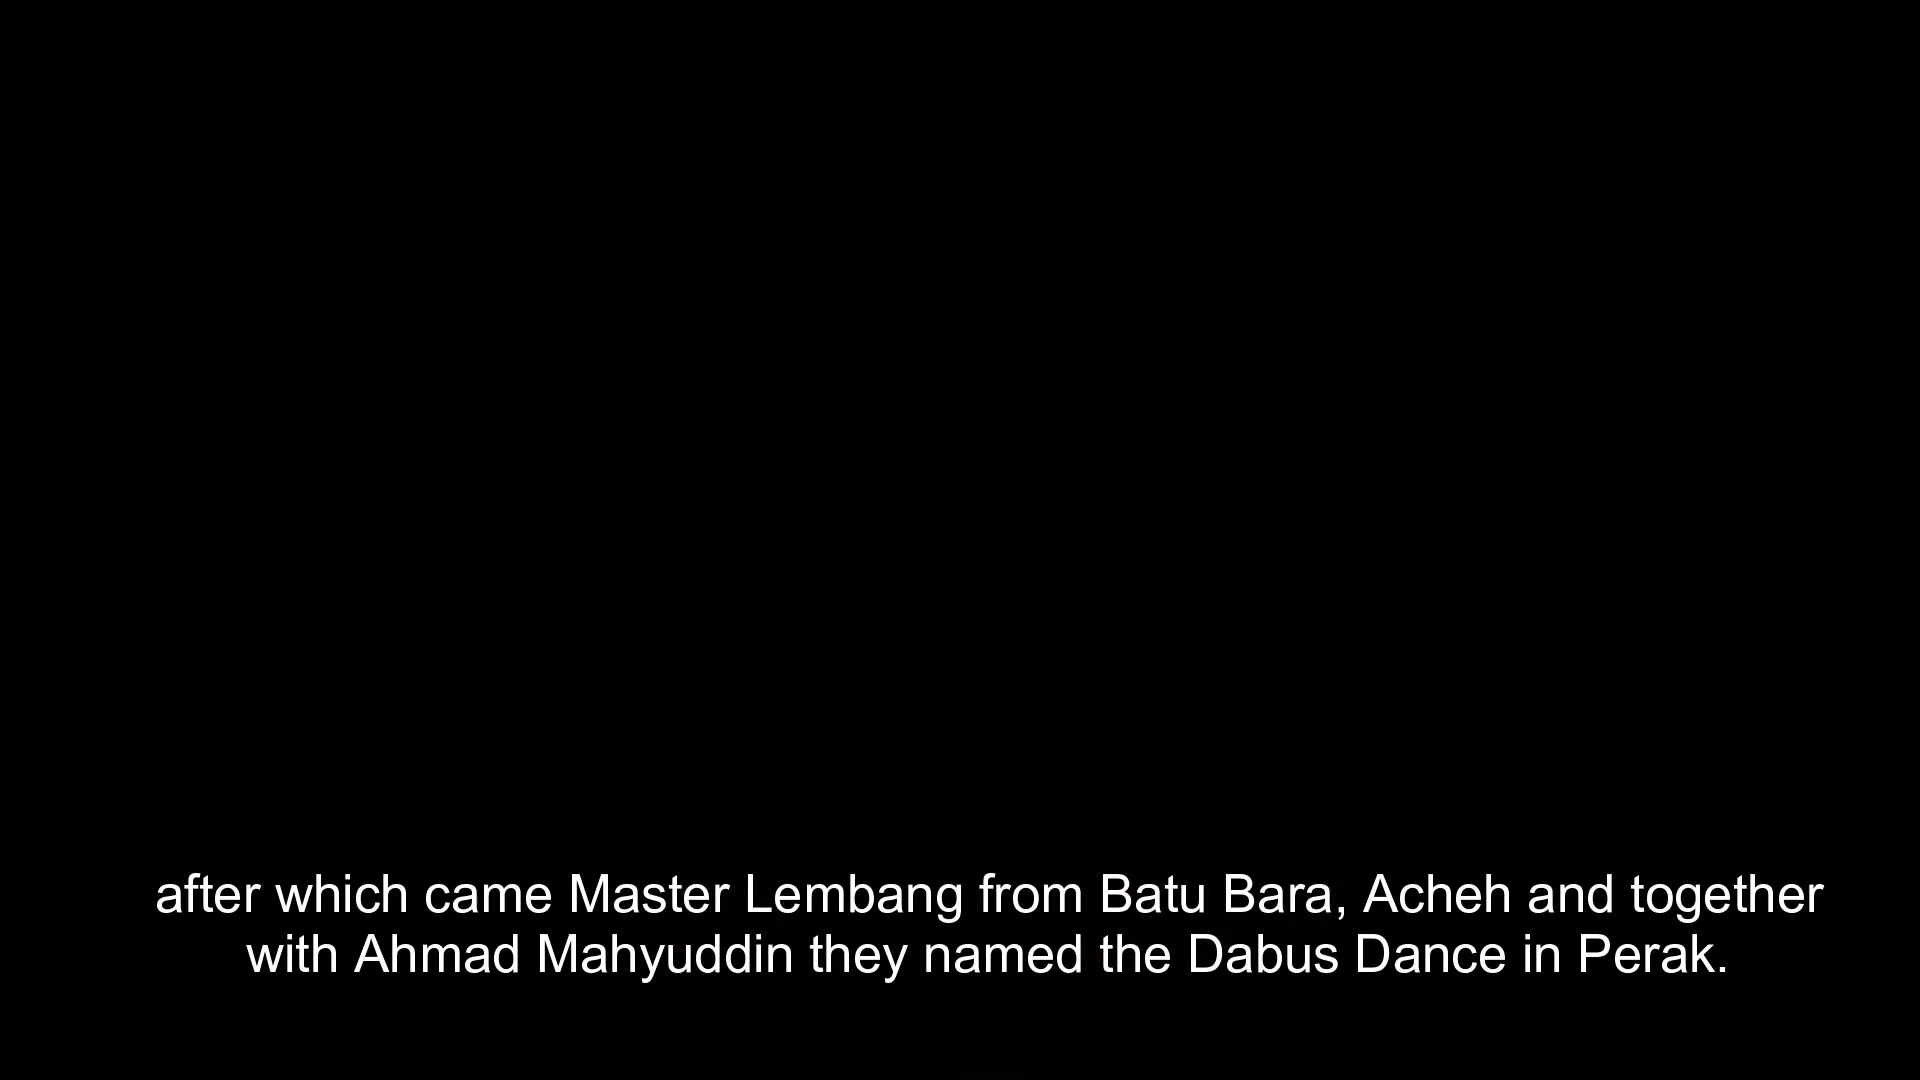 after which came Master Lembang from Batu Bara, Acheh and together
with Ahmad Mahyuddin they named the Dabus Dance in Perak.